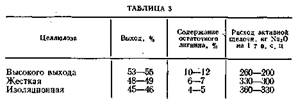 ТАБЛИЦА 3
Целлюлоза
Выход, %
Содержание остаточного лигнина, %
Расход активной щелочи, кг Na₂O на 1 т в. с. ц
Высокого выхода 53—55 10—12 260—200
Жесткая 48—49 6—7 330—300
Изоляционная 45—46 4—5 360—330